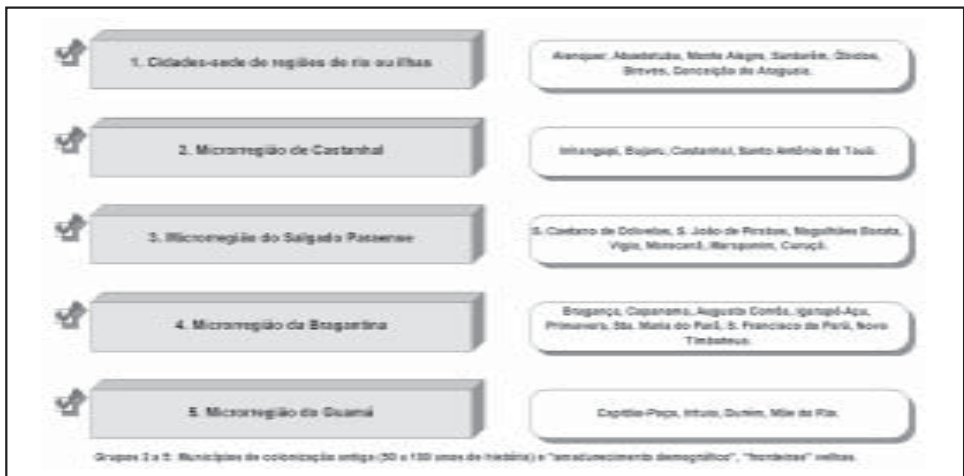 1. Cidades-sede de regiões de rio ou ilhas
Alenquer, Abaetetuba, Monte Alegre, Santarém, Óbidos,
Breves, Conceição do Araguaia.
2. Microrregião de Castanhal
Inhangapi, Bujaru, Castanhal, Santo Antônio do Tauá.
3. Microrregião do Salgado Paraense
S. Caetano de Odivelas, S. João de Pirabas, Magalhães Barata,
Vigia, Maracanã, Marapanim, Curuçá.
4. Microrregião da Bragantina
Bragança, Capanema, Augusto Corrêa, Igarapé-Açu,
Primavera, Sta. Maria do Pará, S. Francisco do Pará, Nova
Timboteua.
5. Microrregião do Guamá
Capitão-Poço, Irituia, Ourém, Mãe do Rio.
Grupos 2 a 5: Municípios de colonização antiga (50 a 100 anos de história) e "amadurecimento demográfico", "fronteiras" velhas.